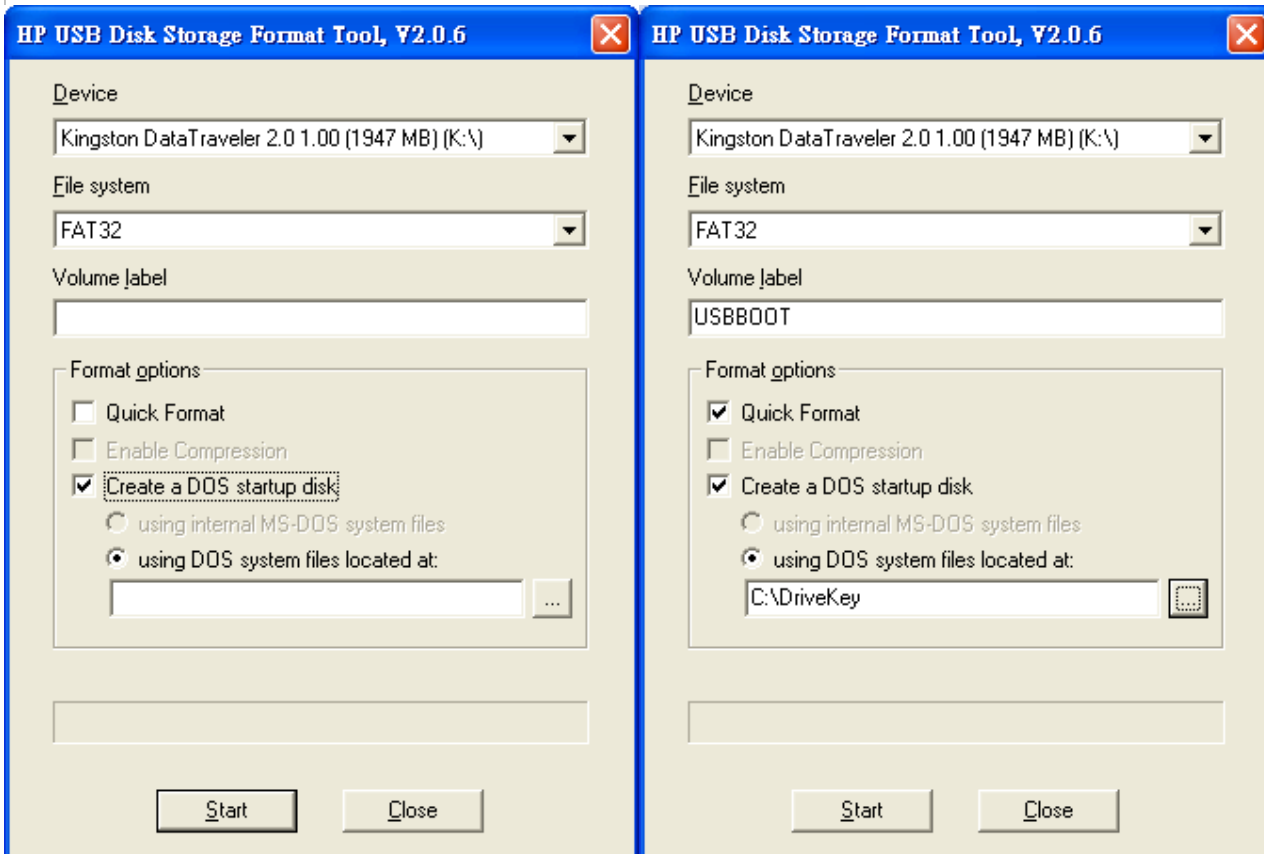 HP USB Disk Storage Format Tool, V2.0.6
Device
Kingston DataTraveler 2.0 1.00 (1947 MB) (K:\)
File system
FAT32
Volume label
Format options
Quick Format
Enable Compression
Create a DOS startup disk
using internal MS-DOS system files
using DOS system files located at:
...
Start
Close
HP USB Disk Storage Format Tool, V2.0.6
Device
Kingston DataTraveler 2.0 1.00 (1947 MB) (K:\)
File system
FAT32
Volume label
USBBOOT
Format options
Quick Format
Enable Compression
Create a DOS startup disk
using internal MS-DOS system files
using DOS system files located at:
C:\DriveKey
...
Start
Close